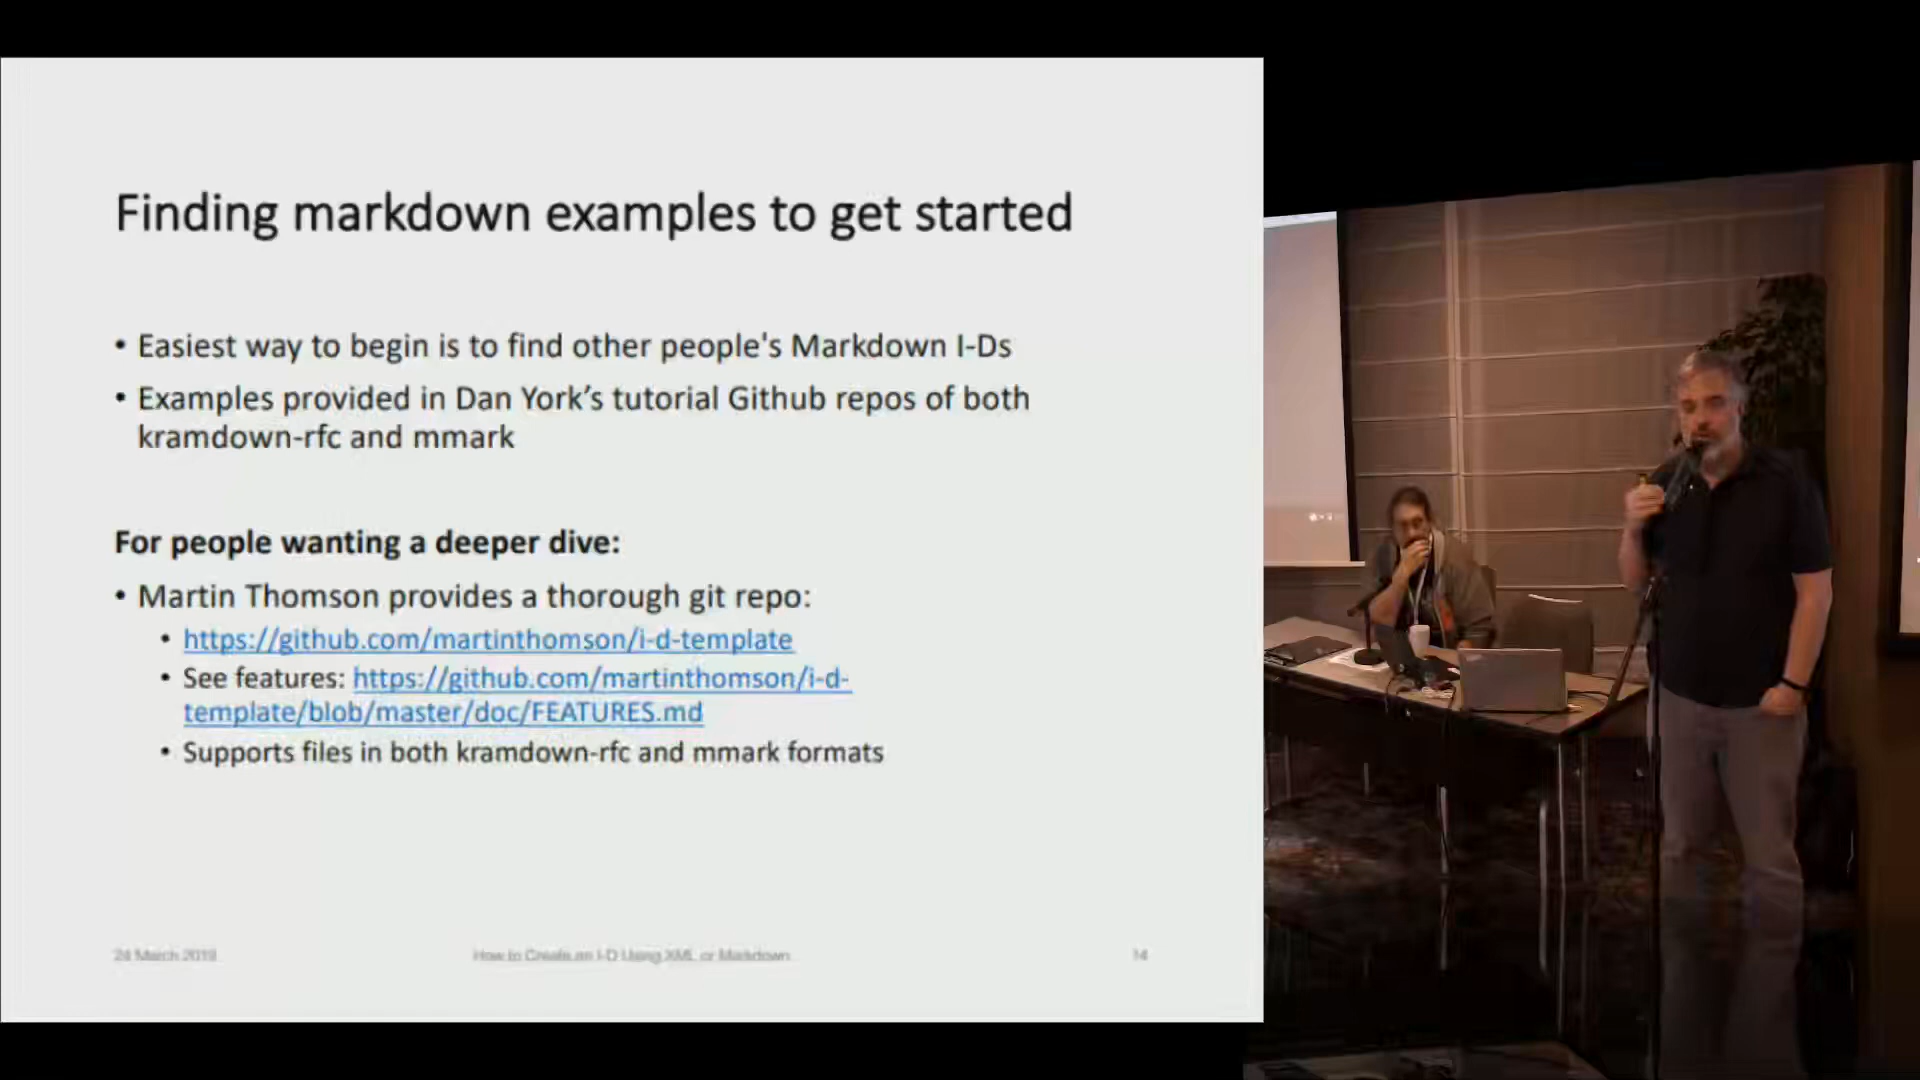 Finding markdown examples to get started
• Easiest way to begin is to find other people's Markdown I-Ds
• Examples provided in Dan York’s tutorial Github repos of both
kramdown-rfc and mmark
For people wanting a deeper dive:
• Martin Thomson provides a thorough git repo:
• https://github.com/martinthomson/i-d-template
• See features: https://github.com/martinthomson/i-d-
template/blob/master/doc/FEATURES.md
• Supports files in both kramdown-rfc and mmark formats
24 March 2019
How to Create an I-D Using XML or Markdown
14